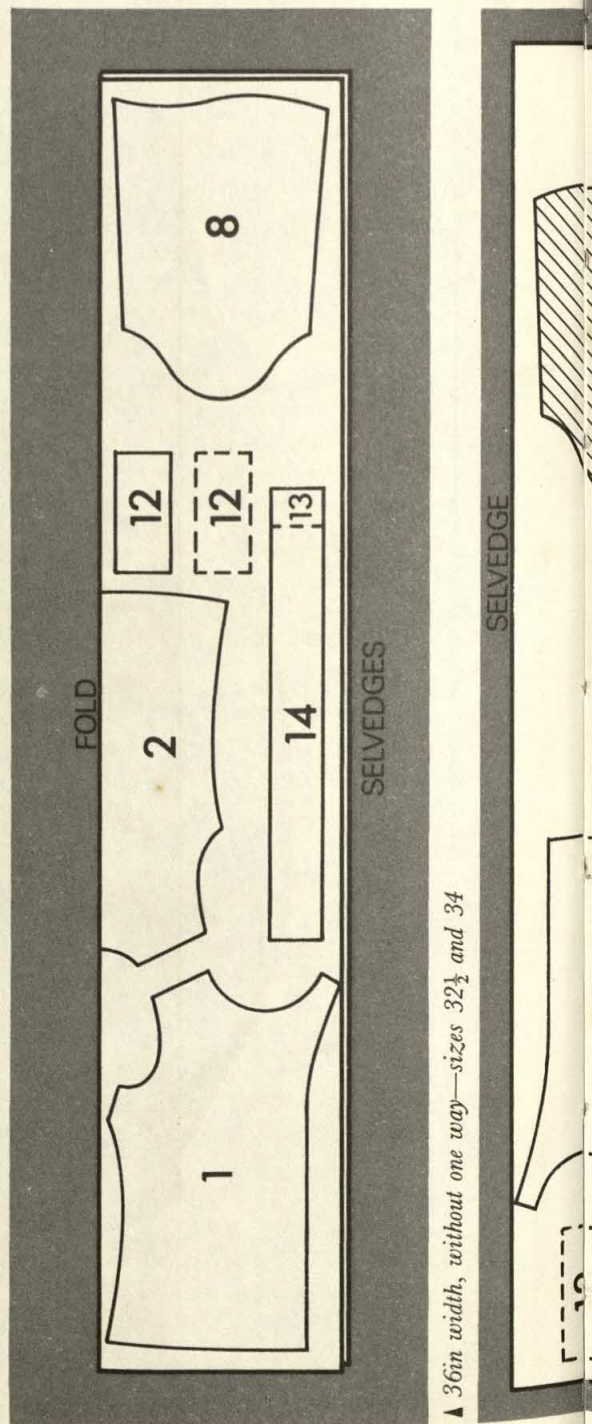 FOLD
8
12
12
13
2
14
1
SELVEDGES
▲ 36in width, without one way—sizes 32½ and 34
SELVEDGE
12